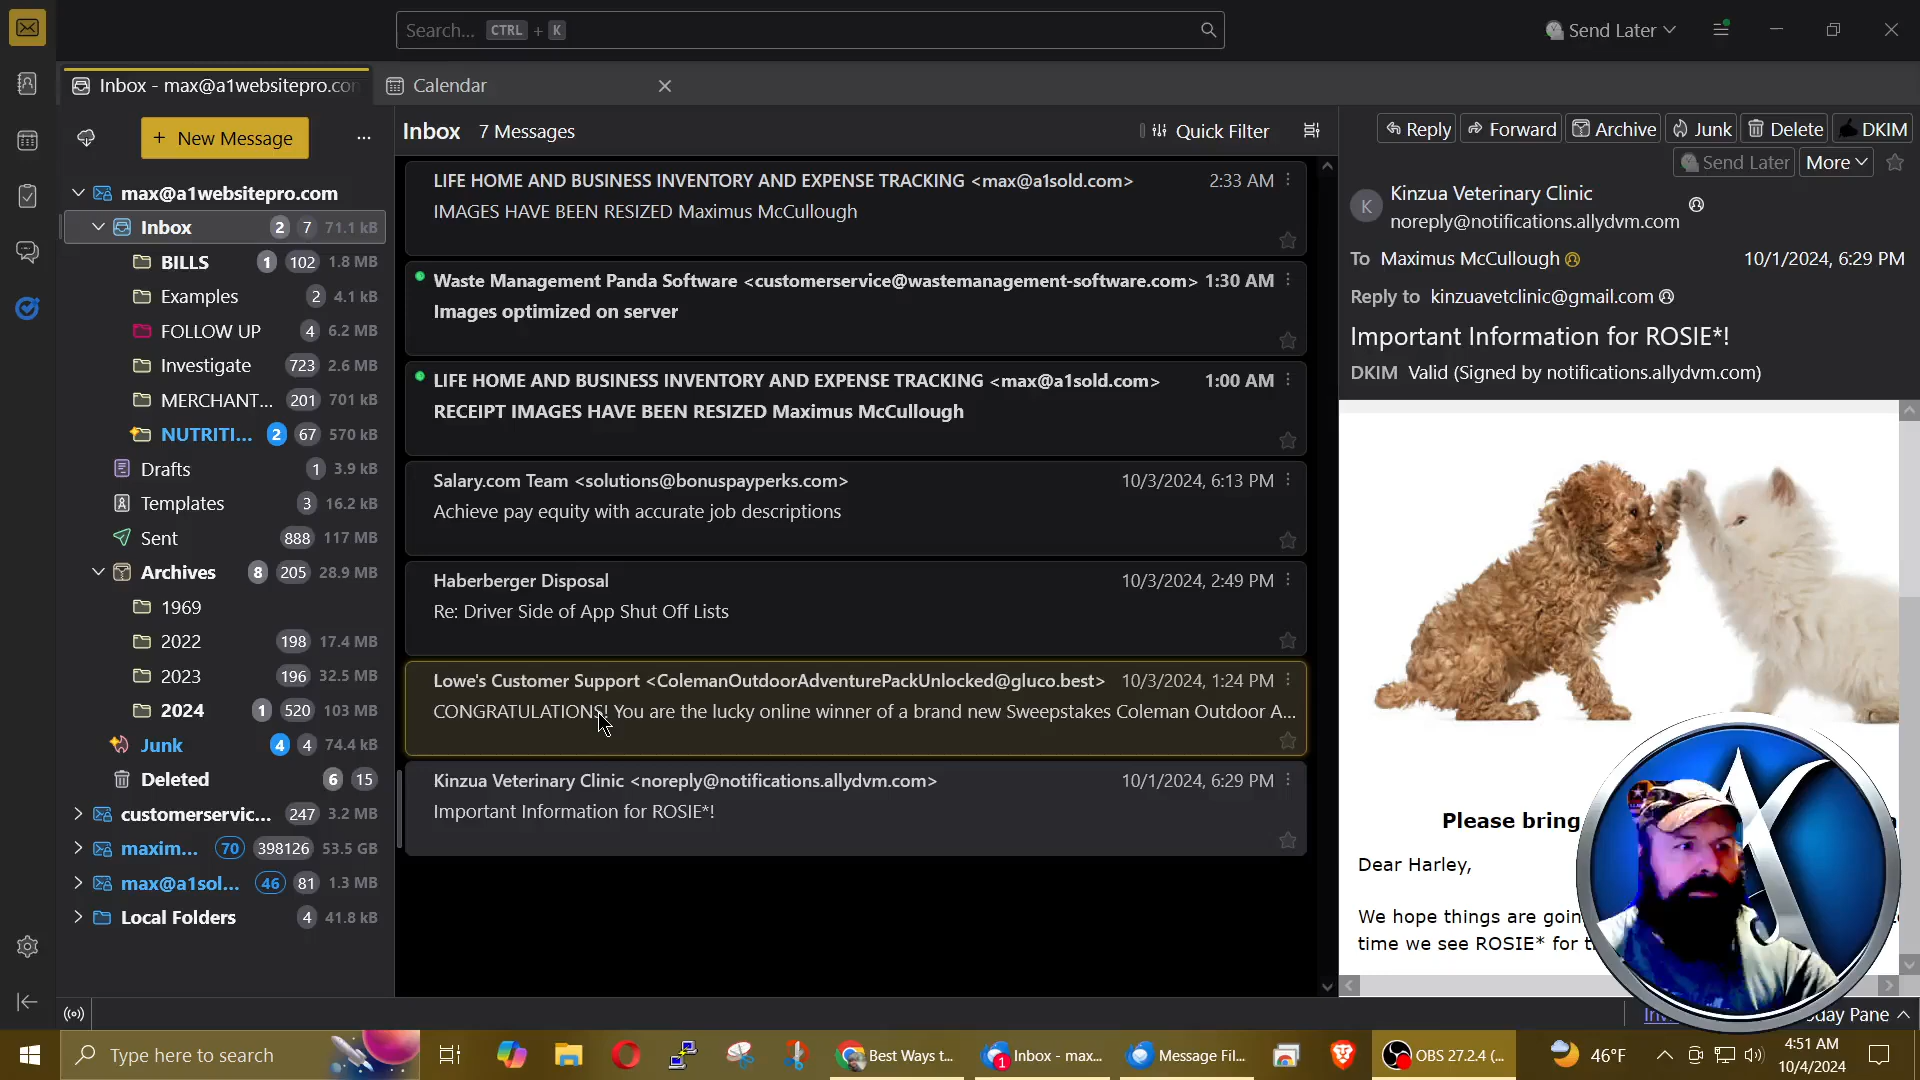 Search... CTRL + K
Send Later
Inbox - max@a1websitepro.con
Calendar
+ New Message
Inbox 7 Messages
Quick Filter
max@a1websitepro.com
Inbox 2 7 71.1 kB
BILLS 1 102 1.8 MB
Examples 2 4.1 kB
FOLLOW UP 4 6.2 MB
Investigate 723 2.6 MB
MERCHANT... 201 701 kB
NUTRITI... 2 67 570 kB
Drafts 1 3.9 kB
Templates 3 16.2 kB
Sent 888 117 MB
Archives 8 205 28.9 MB
1969
2022 198 17.4 MB
2023 196 32.5 MB
2024 1 520 103 MB
Junk 4 4 74.4 kB
Deleted 6 15
customerservic... 247 3.2 MB
maxim... 70 398126 53.5 GB
max@a1sol... 46 81 1.3 MB
Local Folders 4 41.8 kB
LIFE HOME AND BUSINESS INVENTORY AND EXPENSE TRACKING <max@a1sold.com> 2:33 AM
IMAGES HAVE BEEN RESIZED Maximus McCullough
Waste Management Panda Software <customerservice@wastemanagement-software.com> 1:30 AM
Images optimized on server
LIFE HOME AND BUSINESS INVENTORY AND EXPENSE TRACKING <max@a1sold.com> 1:00 AM
RECEIPT IMAGES HAVE BEEN RESIZED Maximus McCullough
Salary.com Team <solutions@bonuspayperks.com> 10/3/2024, 6:13 PM
Achieve pay equity with accurate job descriptions
Haberberger Disposal 10/3/2024, 2:49 PM
Re: Driver Side of App Shut Off Lists
Lowe's Customer Support <ColemanOutdoorAdventurePackUnlocked@gluco.best> 10/3/2024, 1:24 PM
CONGRATULATIONS! You are the lucky online winner of a brand new Sweepstakes Coleman Outdoor A...
Kinzua Veterinary Clinic <noreply@notifications.allydvm.com> 10/1/2024, 6:29 PM
Important Information for ROSIE*!
Reply Forward Archive Junk Delete DKIM
Send Later More
K
Kinzua Veterinary Clinic
noreply@notifications.allydvm.com
To Maximus McCullough 10/1/2024, 6:29 PM
Reply to kinzuavetclinic@gmail.com
Important Information for ROSIE*!
DKIM Valid (Signed by notifications.allydvm.com)
Please bring
Dear Harley,
We hope things are goin
time we see ROSIE* for t
day Pane
Type here to search
Best Ways t...
1 Inbox - max...
Message Fil...
OBS 27.2.4 (...
46°F
4:51 AM
10/4/2024